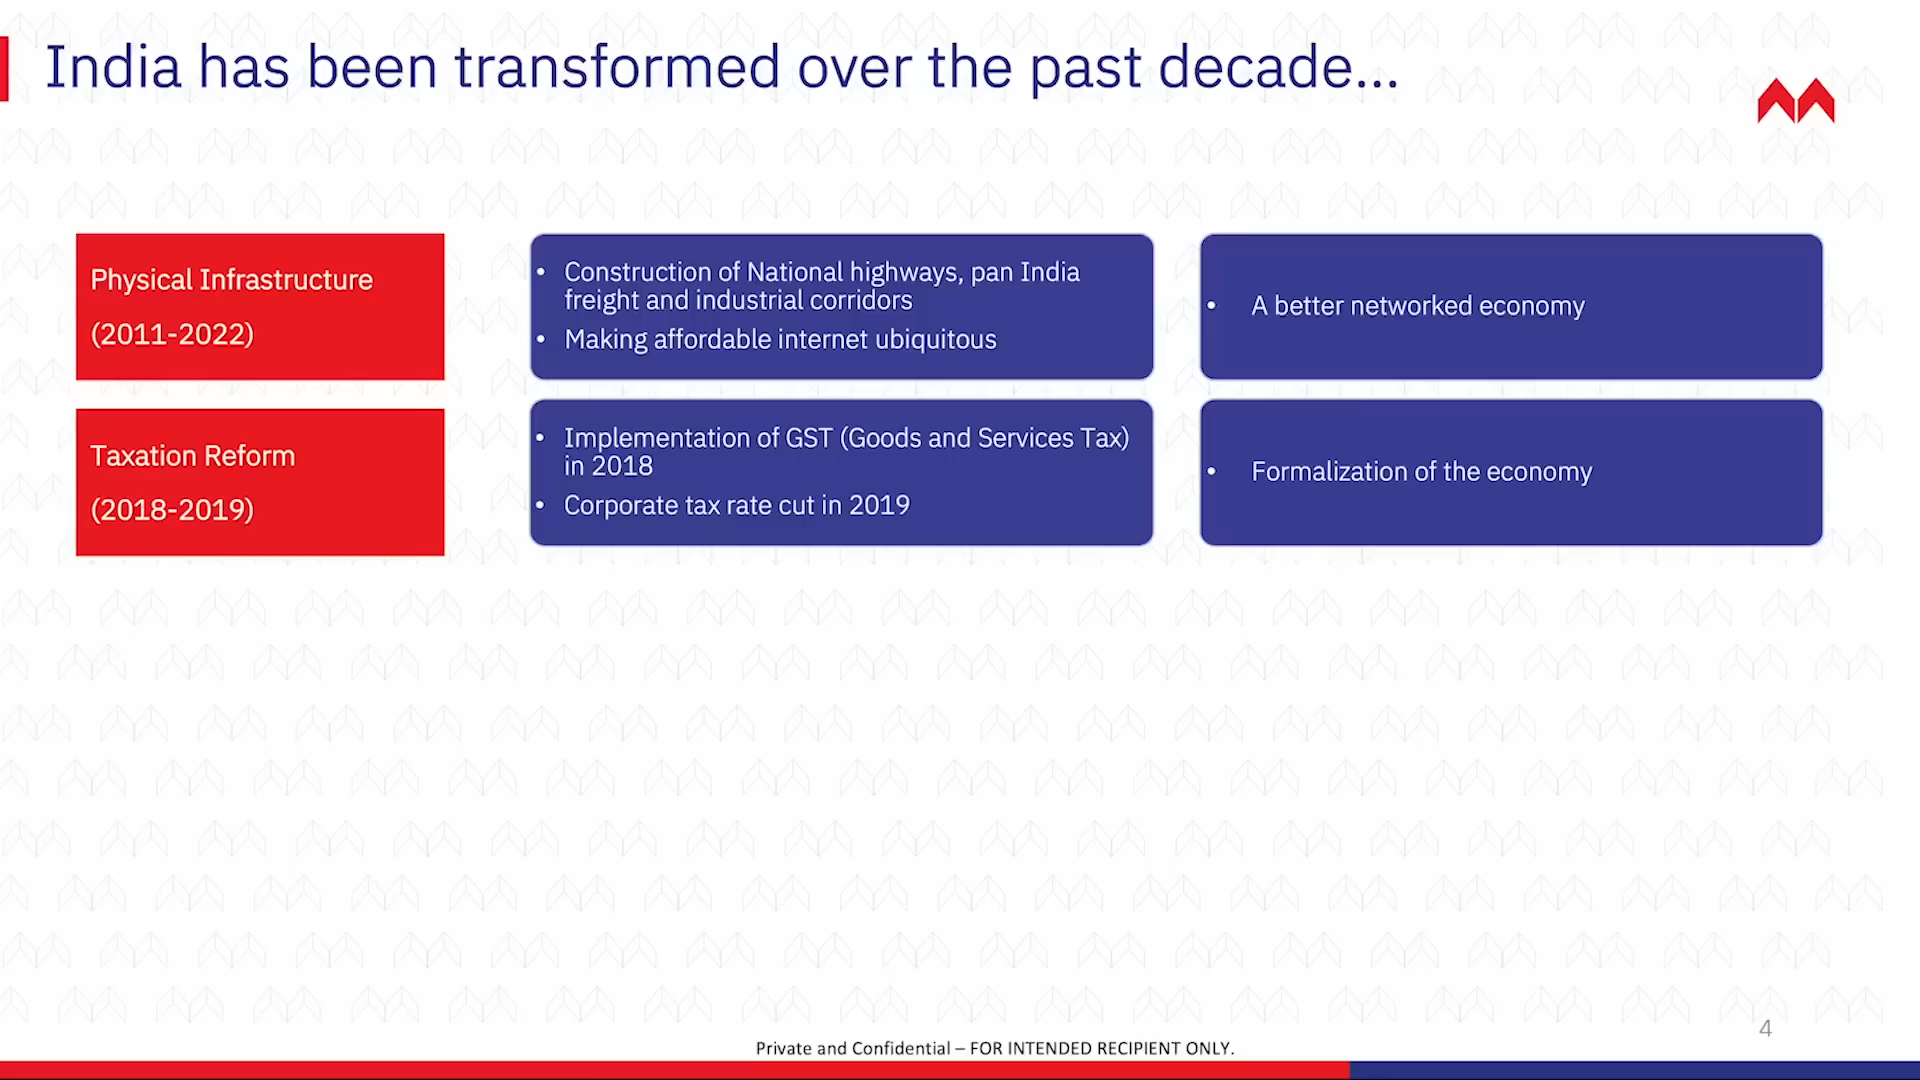 India has been transformed over the past decade...
Physical Infrastructure
(2011-2022)
• Construction of National highways, pan India
freight and industrial corridors
• Making affordable internet ubiquitous
• A better networked economy
Taxation Reform
(2018-2019)
• Implementation of GST (Goods and Services Tax)
in 2018
• Corporate tax rate cut in 2019
• Formalization of the economy
4
Private and Confidential – FOR INTENDED RECIPIENT ONLY.